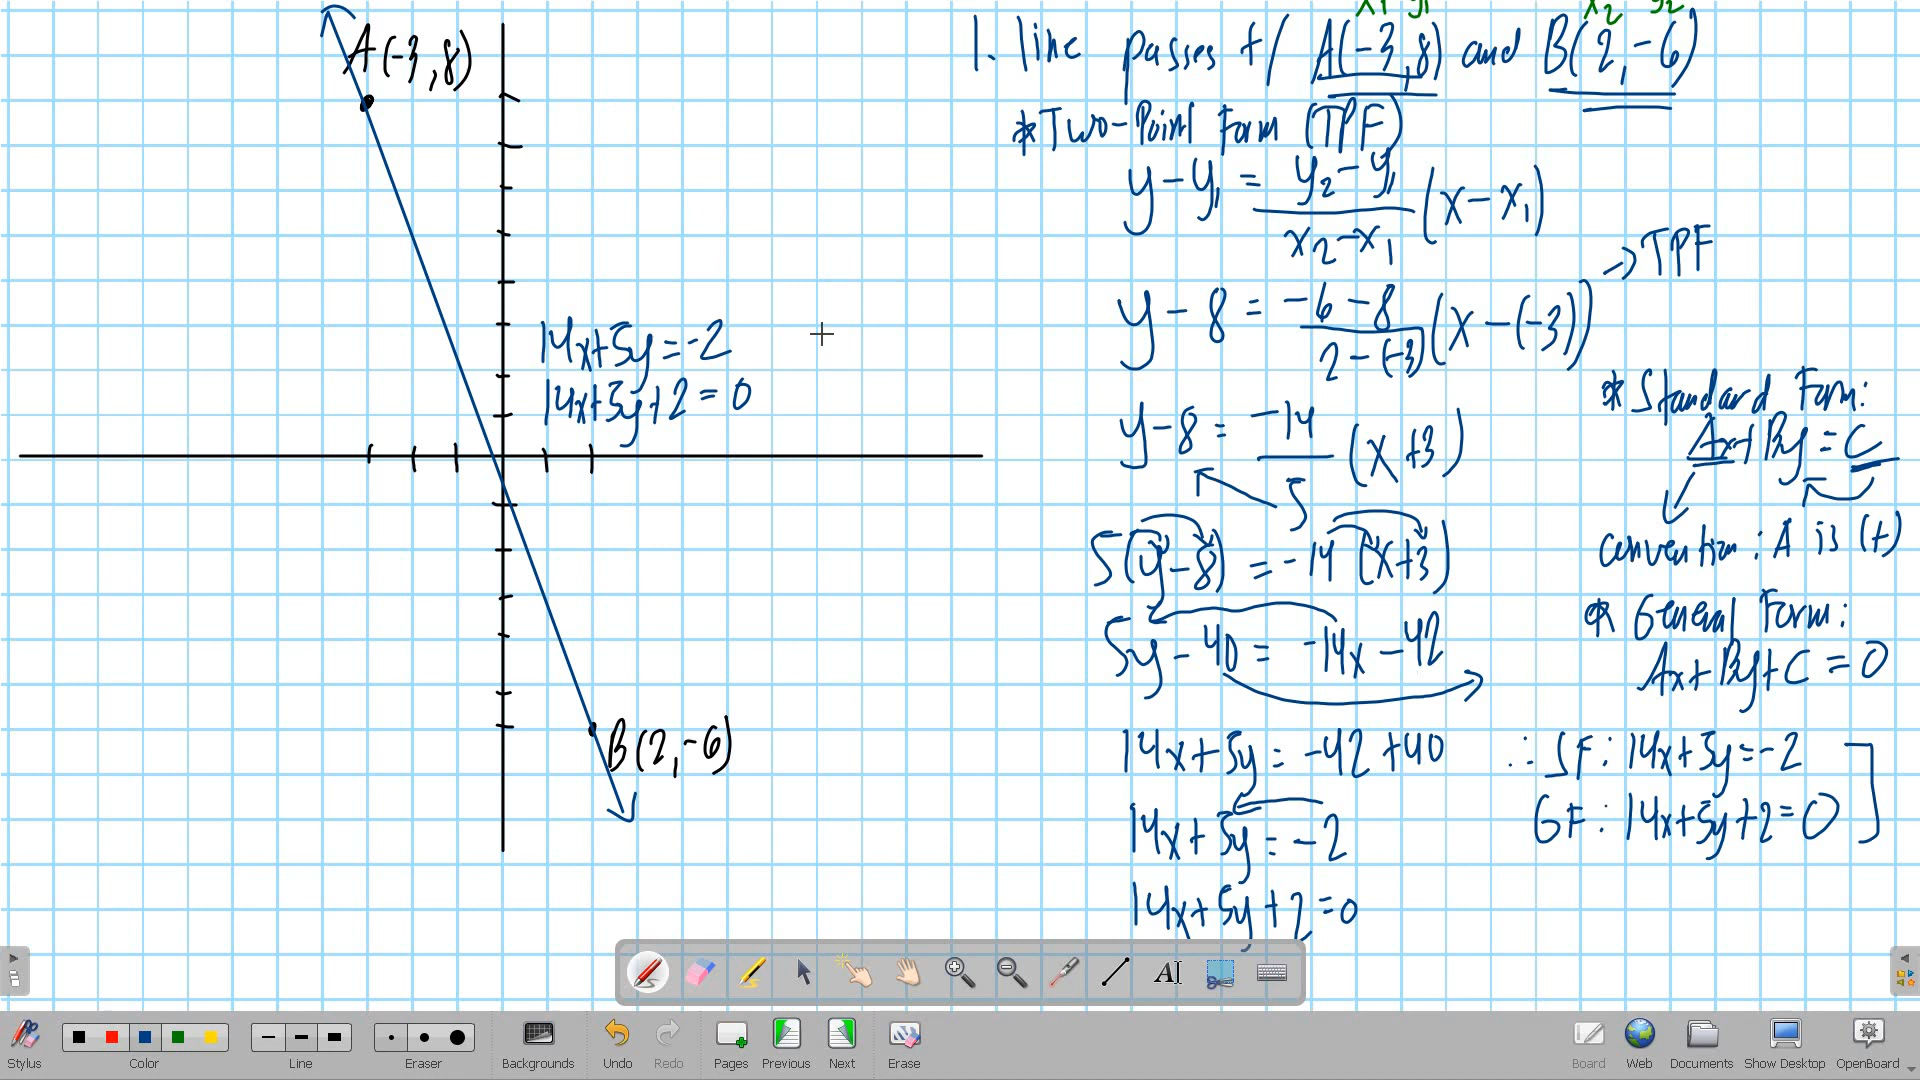 A(-3,8)
14x+5y=-2
14x+5y+2=0
B(2,-6)
x1 y1 x2 y2
1. line passes t/ A(-3,8) and B(2,-6)
*Two-Point Form (TPF)
y-y1 = y2-y1/x2-x1 (x-x1)
→ TPF
y-8 = -6-8/2-(-3) (x-(-3))
y-8 = -14/5 (x+3)
5(y-8) = -14(x+3)
5y-40 = -14x-42
14x+5y = -42+40
14x+5y = -2
14x+5y+2=0
* Standard Form:
Ax+By=C
convention: A is (+)
* General Form:
Ax+By+C=0
∴ SF: 14x+5y=-2
GF: 14x+5y+2=0
AI
Stylus Color Line Eraser Backgrounds Undo Redo Pages Previous Next Erase Board Web Documents Show Desktop OpenBoard